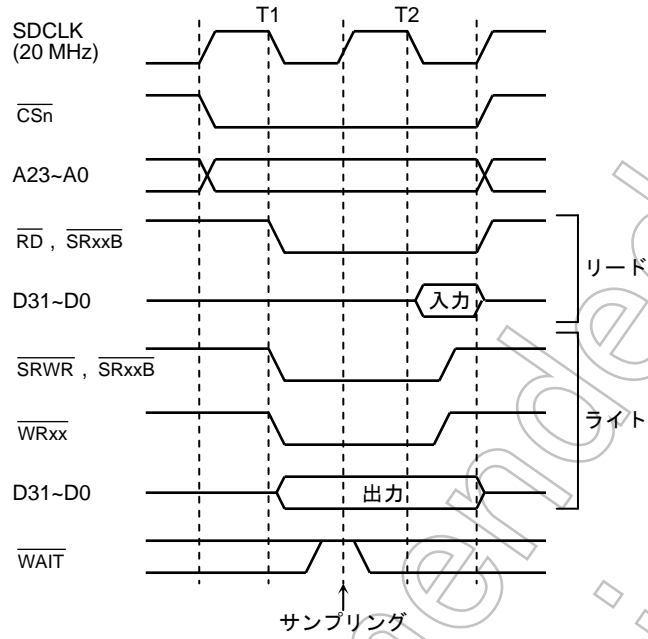 T1 T2
SDCLK
(20 MHz)
CSn
A23~A0
RD , SRxxB
リード
D31~D0
入力
SRWR , SRxxB
ライト
WRxx
D31~D0
出力
WAIT
サンプリング